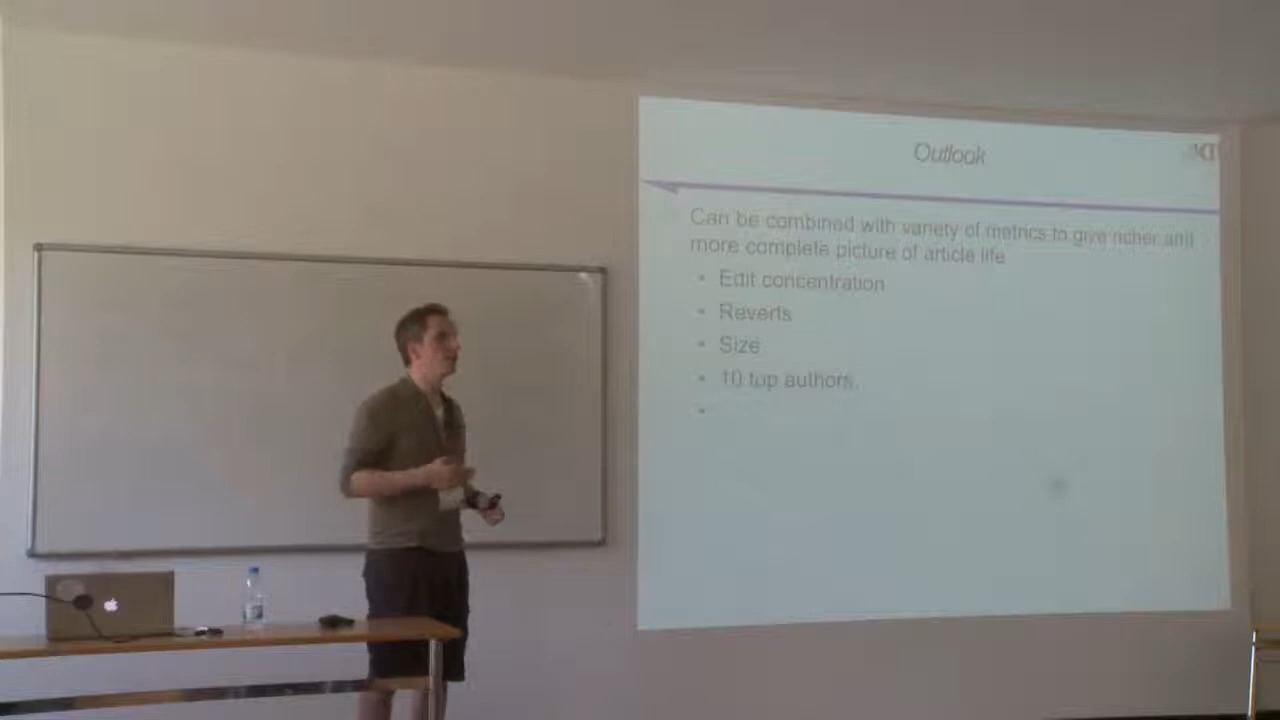 Outlook
Can be combined with variety of metrics to give richer and
more complete picture of article life
• Edit concentration
• Reverts
• Size
• 10 top authors
•